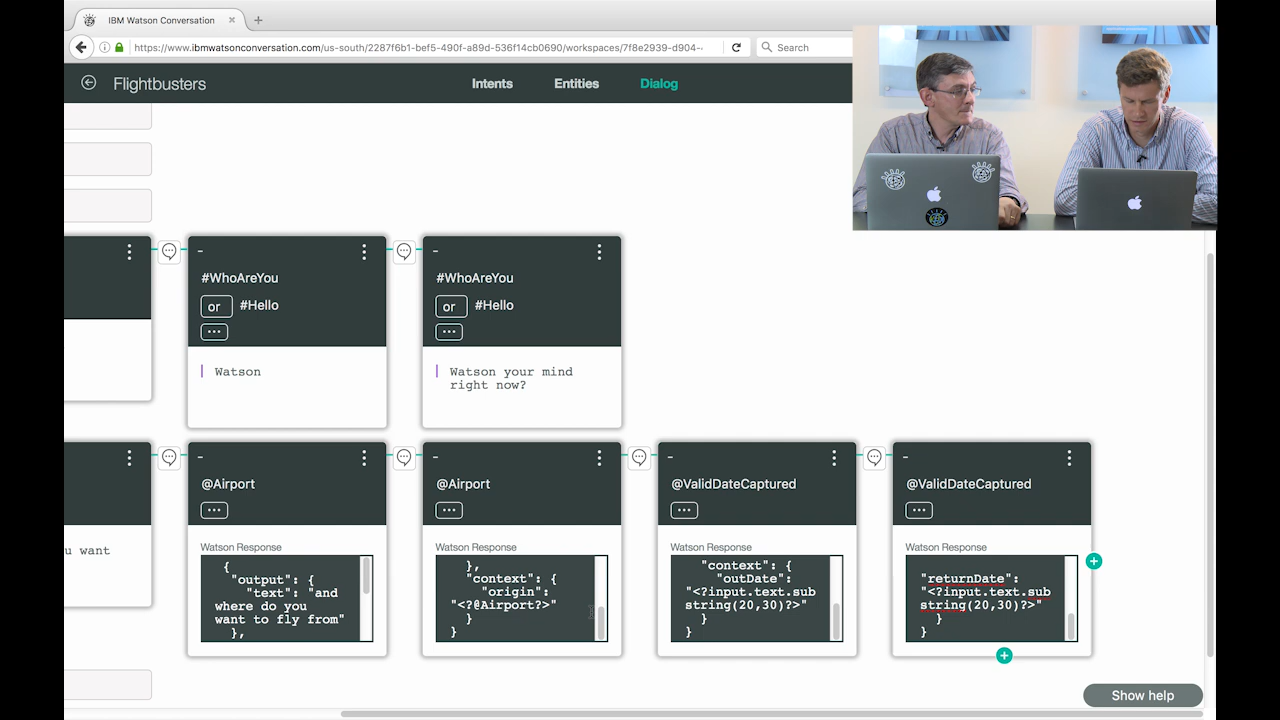 IBM Watson Conversation
https://www.ibmwatsonconversation.com/us-south/2287f6b1-bef5-490f-a89d-536f14cb0690/workspaces/7f8e2939-d904-
Search
Flightbusters
Intents
Entities
Dialog
#WhoAreYou
or #Hello
Watson
#WhoAreYou
or #Hello
Watson your mind
right now?
u want
@Airport
Watson Response
{
"output": {
"text": "and
where do you
want to fly from"
},
@Airport
Watson Response
},
"context": {
"origin":
"<?@Airport?>"
}
}
@ValidDateCaptured
Watson Response
"context": {
"outDate":
"<?input.text.sub
string(20,30)?>"
}
}
@ValidDateCaptured
Watson Response
"returnDate":
"<?input.text.sub
string(20,30)?>"
}
}
Show help